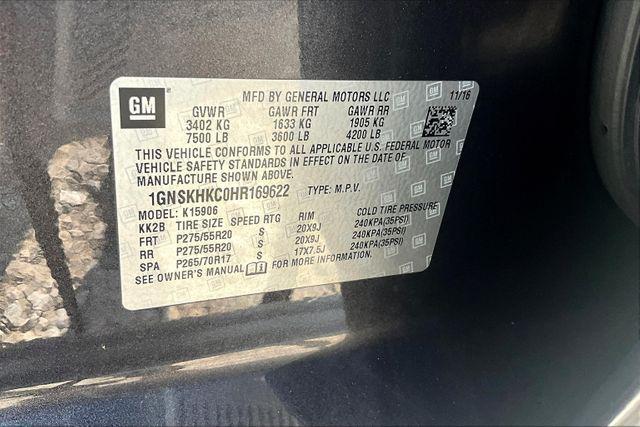 GM
MFD BY GENERAL MOTORS LLC 11/16
GVWR GAWR FRT GAWR RR
3402 KG 1633 KG 1905 KG
7500 LB 3600 LB 4200 LB
THIS VEHICLE CONFORMS TO ALL APPLICABLE U.S. FEDERAL MOTOR
VEHICLE SAFETY STANDARDS IN EFFECT ON THE DATE OF
MANUFACTURE SHOWN ABOVE.
1GNSKHKC0HR169622 TYPE: M.P.V.
MODEL: K15906
KK2B TIRE SIZE SPEED RTG RIM COLD TIRE PRESSURE
FRT P275/55R20 S 20X9J 240KPA(35PSI)
RR P275/55R20 S 20X9J 240KPA(35PSI)
SPA P265/70R17 S 17X7.5J 240KPA(35PSI)
SEE OWNER'S MANUAL FOR MORE INFORMATION.